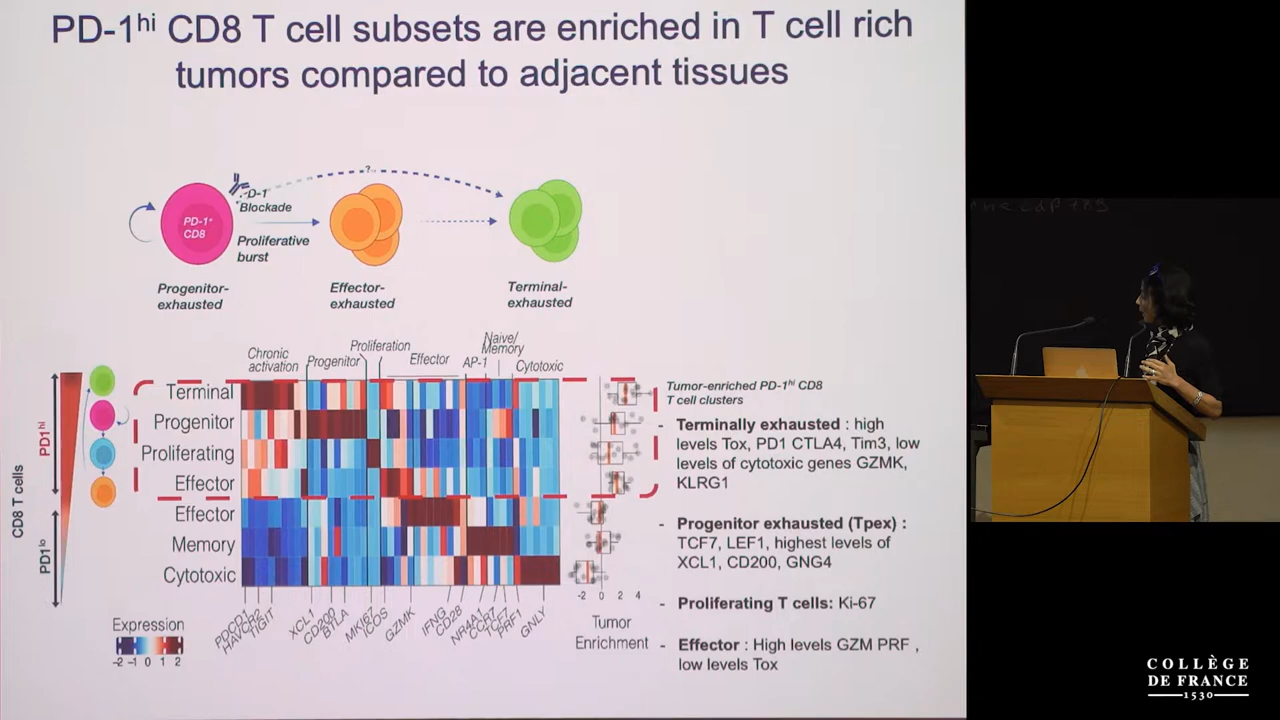 PD-1hi CD8 T cell subsets are enriched in T cell rich
tumors compared to adjacent tissues
?
PD-1+
CD8
D-1
Blockade
Proliferative
burst
Progenitor-
exhausted
Effector-
exhausted
Terminal-
exhausted
Chronic
activation
Progenitor
Proliferation
Effector
AP-1
Naive/
Memory
Cytotoxic
CD8 T cells
PD1hi
PD1lo
Terminal
Progenitor
Proliferating
Effector
Effector
Memory
Cytotoxic
PDCD1
HAVCR2
TIGIT
XCL1
CD200
BTLA
MKI67
ICOS
GZMK
IFNG
CD28
NR4A1
CCR7
TCF7
PRF1
GNLY
Expression
-2 -1 0 1 2
-2 0 2 4
Tumor
Enrichment
Tumor-enriched PD-1hi CD8
T cell clusters
- Terminally exhausted : high
levels Tox, PD1 CTLA4, Tim3, low
levels of cytotoxic genes GZMK,
KLRG1
- Progenitor exhausted (Tpex) :
TCF7, LEF1, highest levels of
XCL1, CD200, GNG4
- Proliferating T cells: Ki-67
- Effector : High levels GZM PRF ,
low levels Tox
COLLÈGE
DE FRANCE
1530